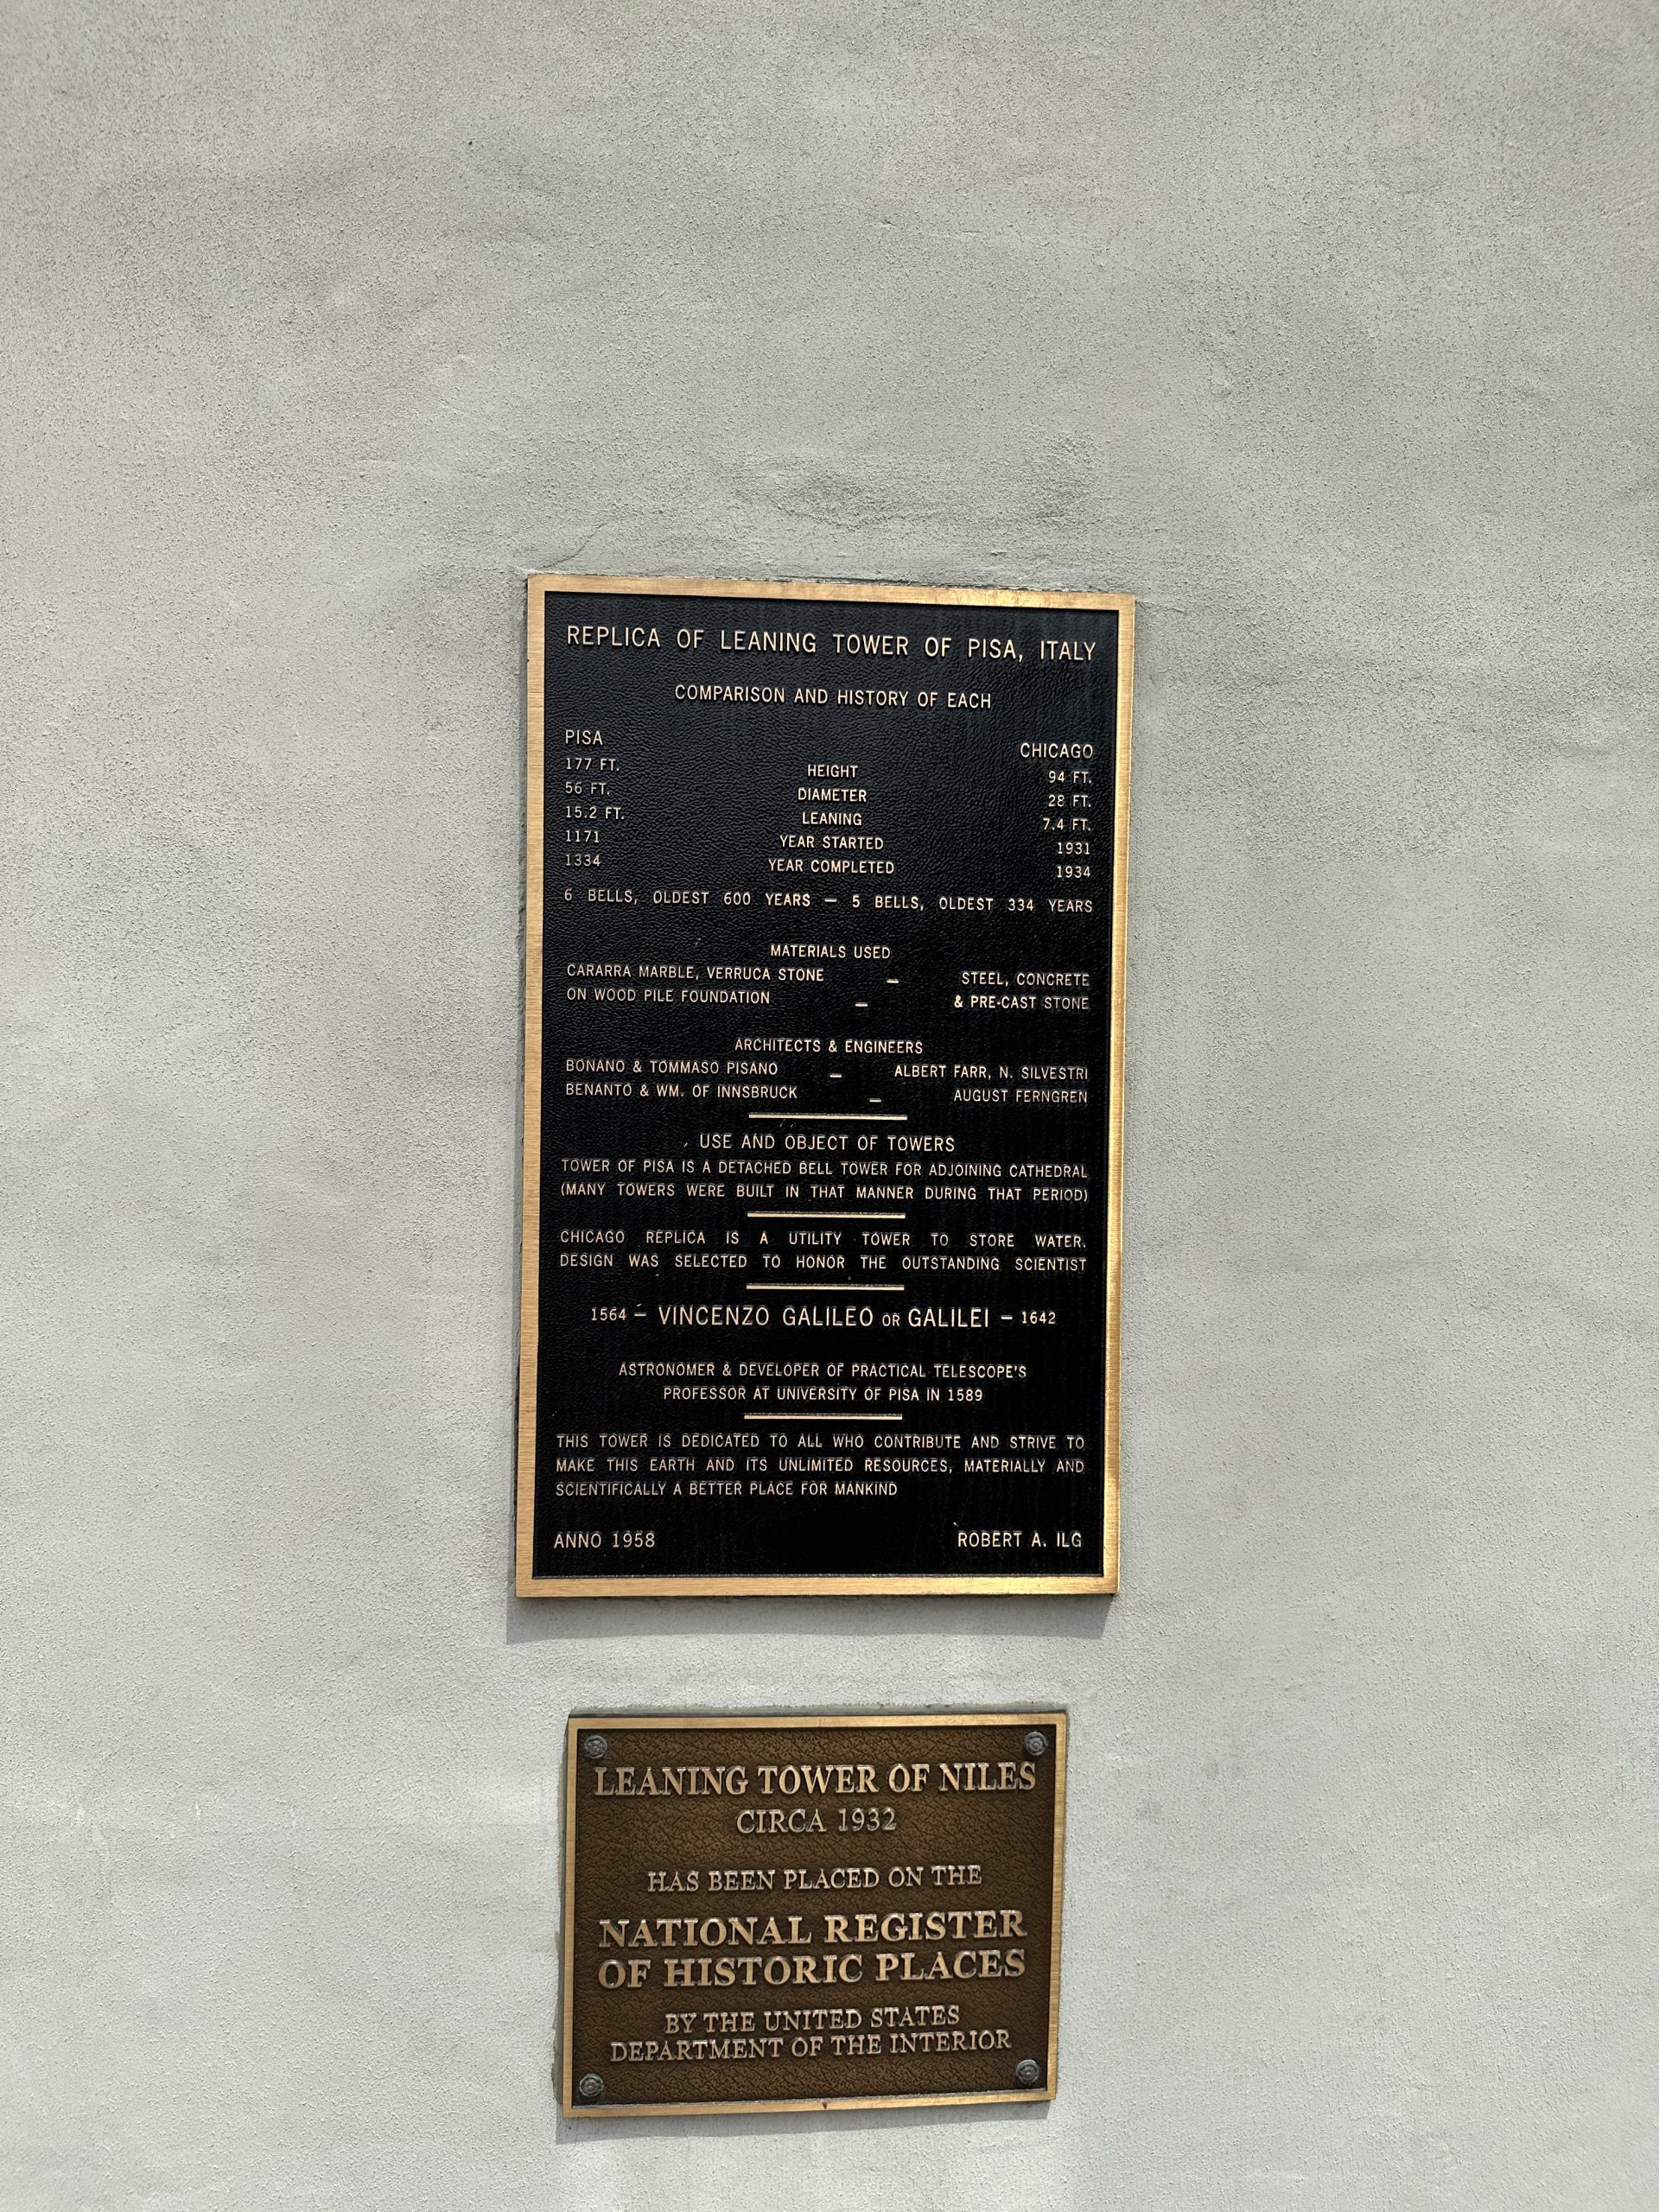 REPLICA OF LEANING TOWER OF PISA, ITALY
COMPARISON AND HISTORY OF EACH
PISA CHICAGO
177 FT. HEIGHT 94 FT.
56 FT. DIAMETER 28 FT.
15.2 FT. LEANING 7.4 FT.
1171 YEAR STARTED 1931
1334 YEAR COMPLETED 1934
6 BELLS, OLDEST 600 YEARS — 5 BELLS, OLDEST 334 YEARS
MATERIALS USED
CARARRA MARBLE, VERRUCA STONE — STEEL, CONCRETE
ON WOOD PILE FOUNDATION — & PRE-CAST STONE
ARCHITECTS & ENGINEERS
BONANO & TOMMASO PISANO — ALBERT FARR, N. SILVESTRI
BENANTO & WM. OF INNSBRUCK — AUGUST FERNGREN
USE AND OBJECT OF TOWERS
TOWER OF PISA IS A DETACHED BELL TOWER FOR ADJOINING CATHEDRAL
(MANY TOWERS WERE BUILT IN THAT MANNER DURING THAT PERIOD)
CHICAGO REPLICA IS A UTILITY TOWER TO STORE WATER.
DESIGN WAS SELECTED TO HONOR THE OUTSTANDING SCIENTIST
1564 — VINCENZO GALILEO OR GALILEI — 1642
ASTRONOMER & DEVELOPER OF PRACTICAL TELESCOPE'S
PROFESSOR AT UNIVERSITY OF PISA IN 1589
THIS TOWER IS DEDICATED TO ALL WHO CONTRIBUTE AND STRIVE TO
MAKE THIS EARTH AND ITS UNLIMITED RESOURCES, MATERIALLY AND
SCIENTIFICALLY A BETTER PLACE FOR MANKIND
ANNO 1958 ROBERT A. ILG
LEANING TOWER OF NILES
CIRCA 1932
HAS BEEN PLACED ON THE
NATIONAL REGISTER
OF HISTORIC PLACES
BY THE UNITED STATES
DEPARTMENT OF THE INTERIOR